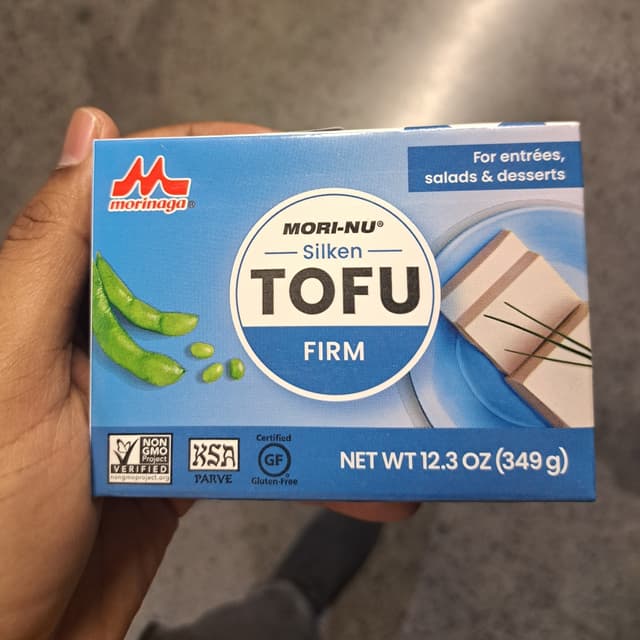 morinaga®
For entrées,
salads & desserts
MORI-NU®
Silken
TOFU
FIRM
NON
GMO
Project
VERIFIED
nongmoproject.org
KSA
PARVE
Certified
GF
Gluten-Free
NET WT 12.3 OZ (349 g)